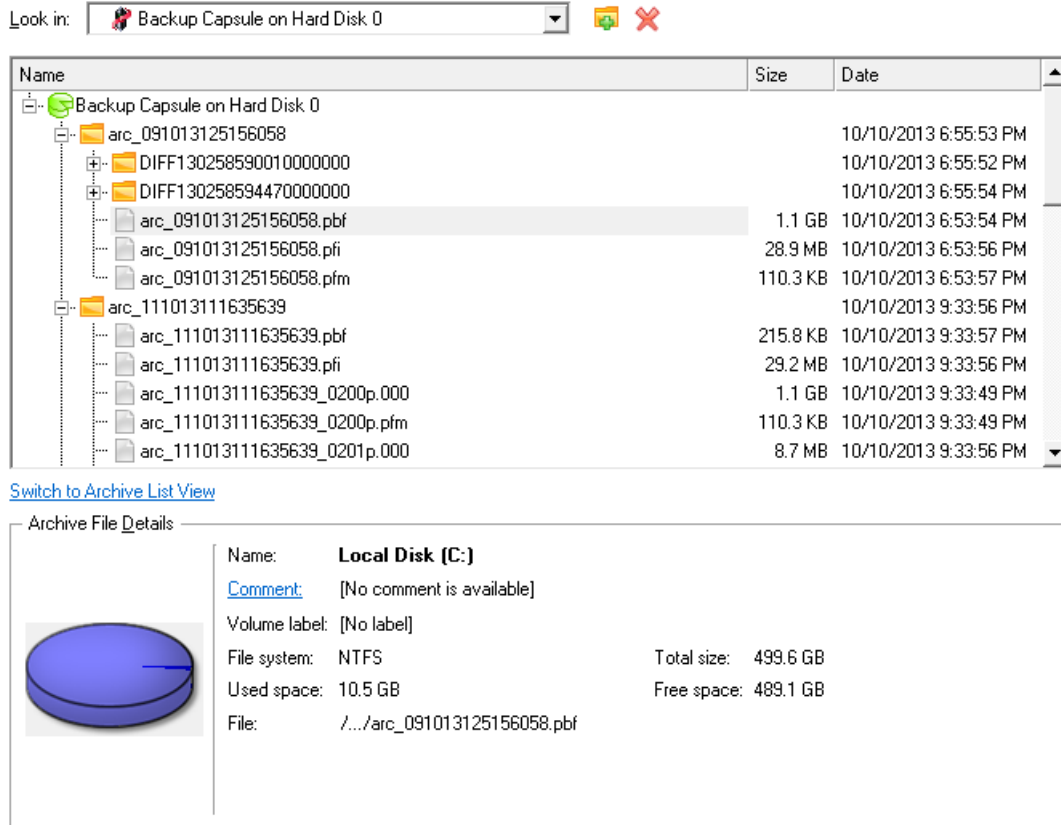 Look in: Backup Capsule on Hard Disk 0
Name Size Date
Backup Capsule on Hard Disk 0
arc_091013125156058 10/10/2013 6:55:53 PM
DIFF130258590010000000 10/10/2013 6:55:52 PM
DIFF130258594470000000 10/10/2013 6:55:54 PM
arc_091013125156058.pbf 1.1 GB 10/10/2013 6:53:54 PM
arc_091013125156058.pfi 28.9 MB 10/10/2013 6:53:56 PM
arc_091013125156058.pfm 110.3 KB 10/10/2013 6:53:57 PM
arc_111013111635639 10/10/2013 9:33:56 PM
arc_111013111635639.pbf 215.8 KB 10/10/2013 9:33:57 PM
arc_111013111635639.pfi 29.2 MB 10/10/2013 9:33:56 PM
arc_111013111635639_0200p.000 1.1 GB 10/10/2013 9:33:49 PM
arc_111013111635639_0200p.pfm 110.3 KB 10/10/2013 9:33:49 PM
arc_111013111635639_0201p.000 8.7 MB 10/10/2013 9:33:56 PM
Switch to Archive List View
Archive File Details
Name: Local Disk (C:)
Comment: [No comment is available]
Volume label: [No label]
File system: NTFS Total size: 499.6 GB
Used space: 10.5 GB Free space: 489.1 GB
File: /.../arc_091013125156058.pbf